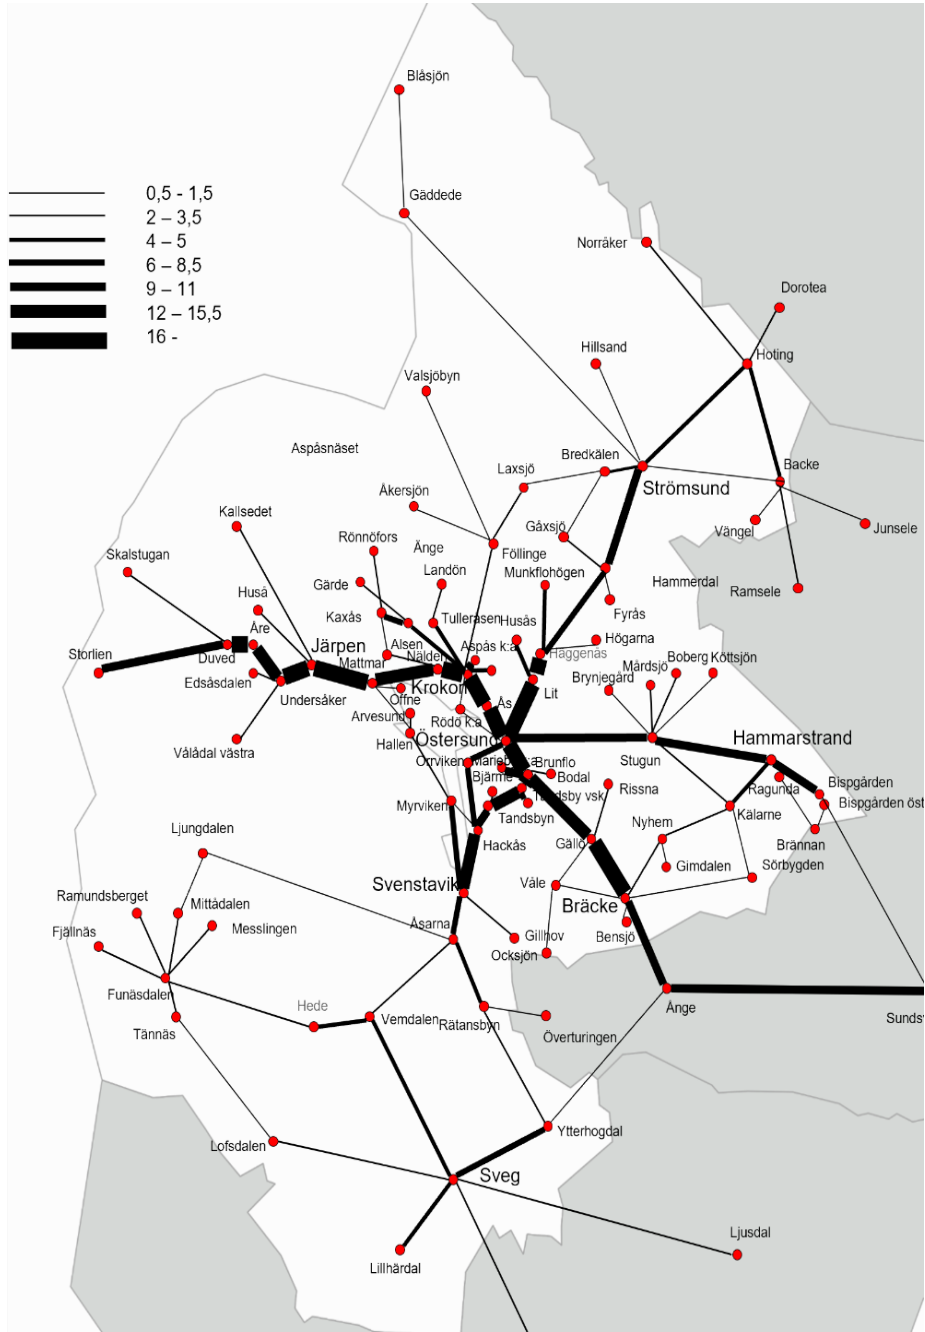 Blåsjön
0,5 - 1,5
Gäddede
2 – 3,5
4 – 5
Norråker
6 – 8,5
9 – 11
Dorotea
12 – 15,5
16 -
Hillsand
Hoting
Valsjöbyn
Aspåsnäset
Bredkälen
Laxsjö
Backe
Åkersjön
Strömsund
Kallsedet
Gåxsjö
Vängel
Junsele
Rönnöfors
Änge
Föllinge
Skalstugan
Landön
Munkflohögen
Hammerdal
Gärde
Ramsele
Huså
Fyrås
Kaxås
Tulleråsen
Husås
Åre
Högarna
Järpen
Alsen
Aspås k:a
Häggenås
Storlien
Duved
Mattmar
Nälden
Mårdsjö
Boberg
Köttsjön
Edsåsdalen
Undersåker
Offne
Krokom
Lit
Brynjegård
Arvesund
Rödö k:a
Ås
Hallen
Östersund
Hammarstrand
Vålådal västra
Orrviken
Marieby k:a
Brunflo
Stugun
Bjärme
Bodal
Ragunda
Bispgården
Tandsby vsk
Rissna
Myrviken
Tandsbyn
Bispgården öst
Kälarne
Nyhem
Ljungdalen
Hackås
Gällö
Brännan
Gimdalen
Sörbygden
Svenstavik
Våle
Ramundsberget
Bräcke
Mittådalen
Messlingen
Åsarna
Gillhov
Bensjö
Fjällnäs
Ocksjön
Funäsdalen
Hede
Ånge
Tännäs
Vemdalen
Rätansbyn
Överturingen
Sundsv
Ytterhogdal
Lofsdalen
Sveg
Ljusdal
Lillhärdal